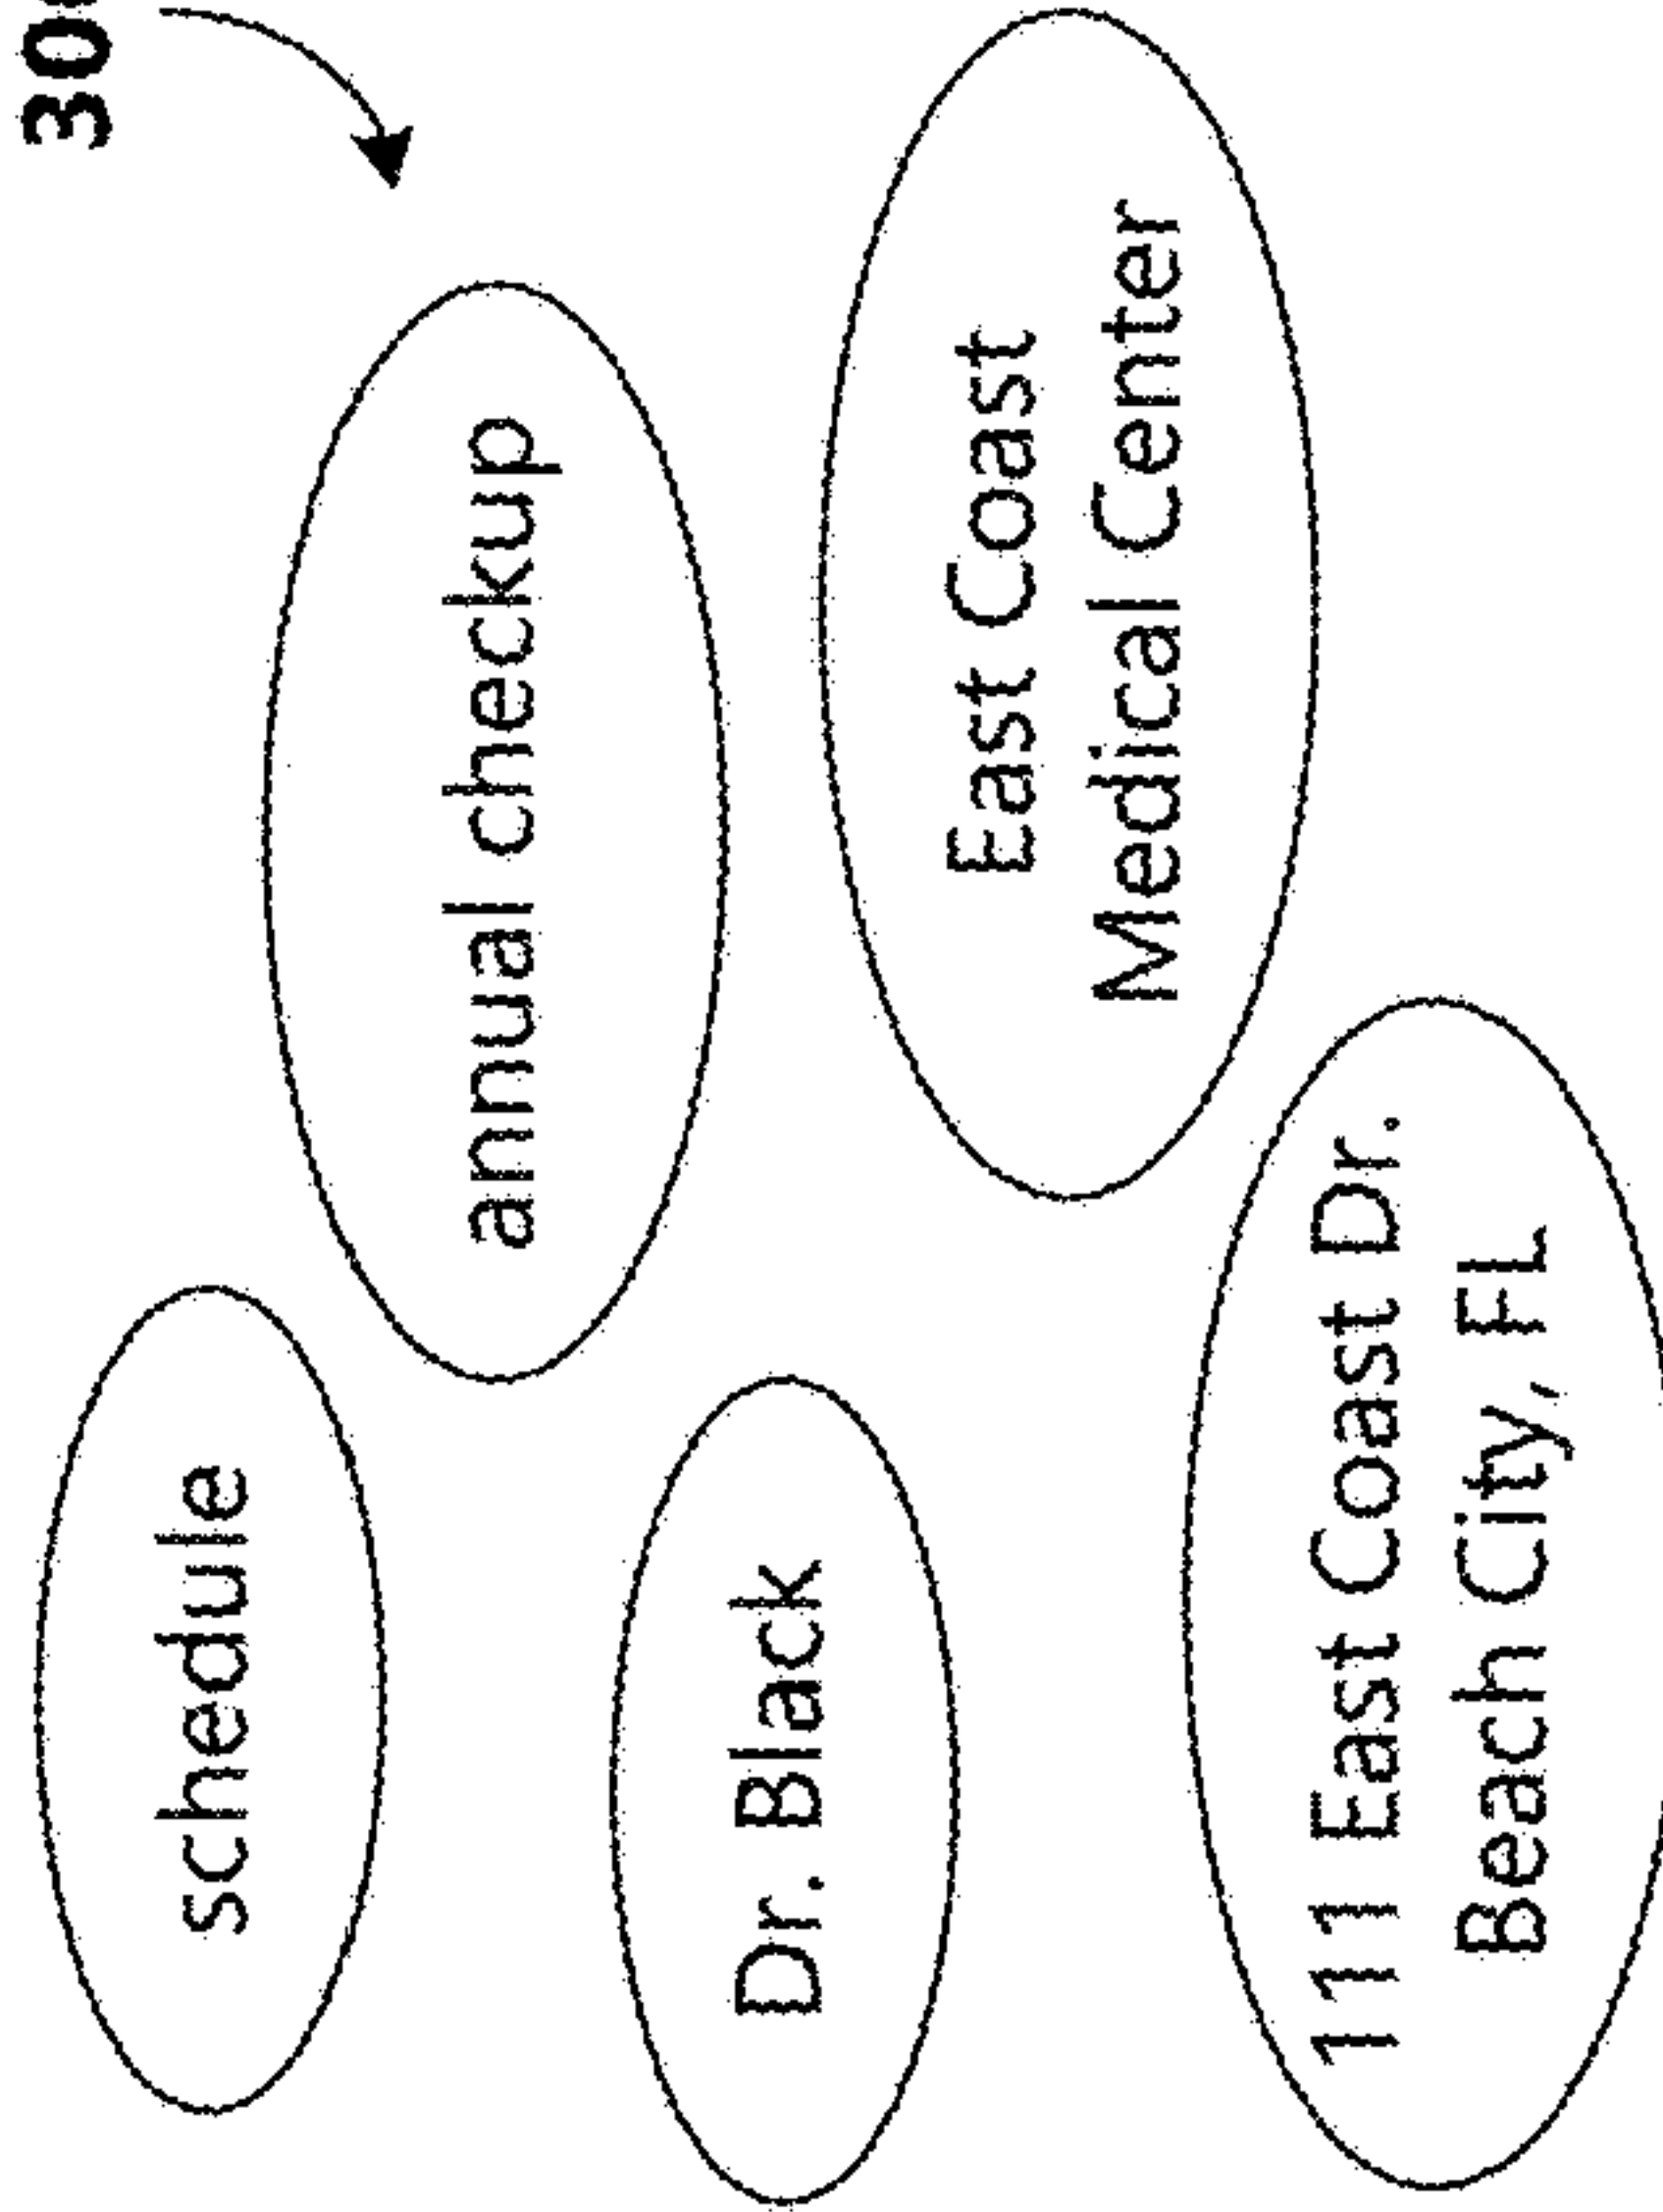 schedule
annual checkup
Dr. Black
East Coast
Medical Center
111 East Coast Dr.
Beach City, FL